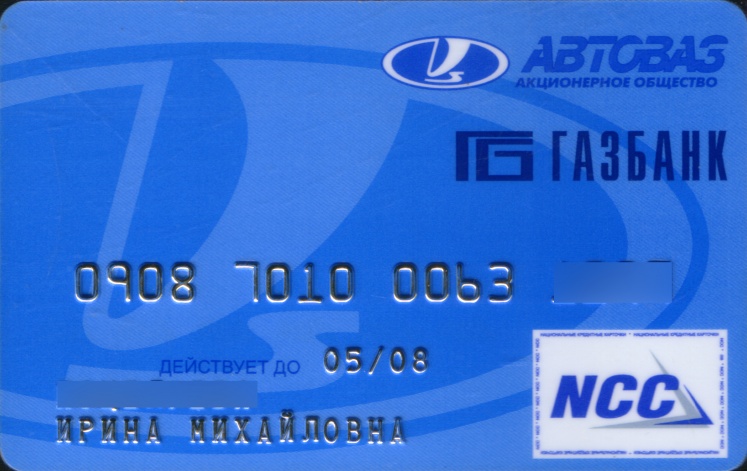 АВТОВАЗ
АКЦИОНЕРНОЕ ОБЩЕСТВО
ГБ ГАЗБАНК
0908 7010 0063
ДЕЙСТВУЕТ ДО 05/08
ИРИНА МИХАЙЛОВНА
NCC